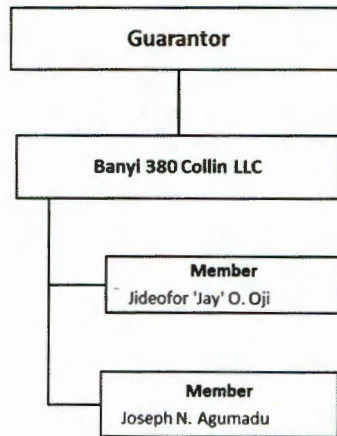 Guarantor
Banyi 380 Collin LLC
Member
Jideofor 'Jay' O. Oji
Member
Joseph N. Agumadu